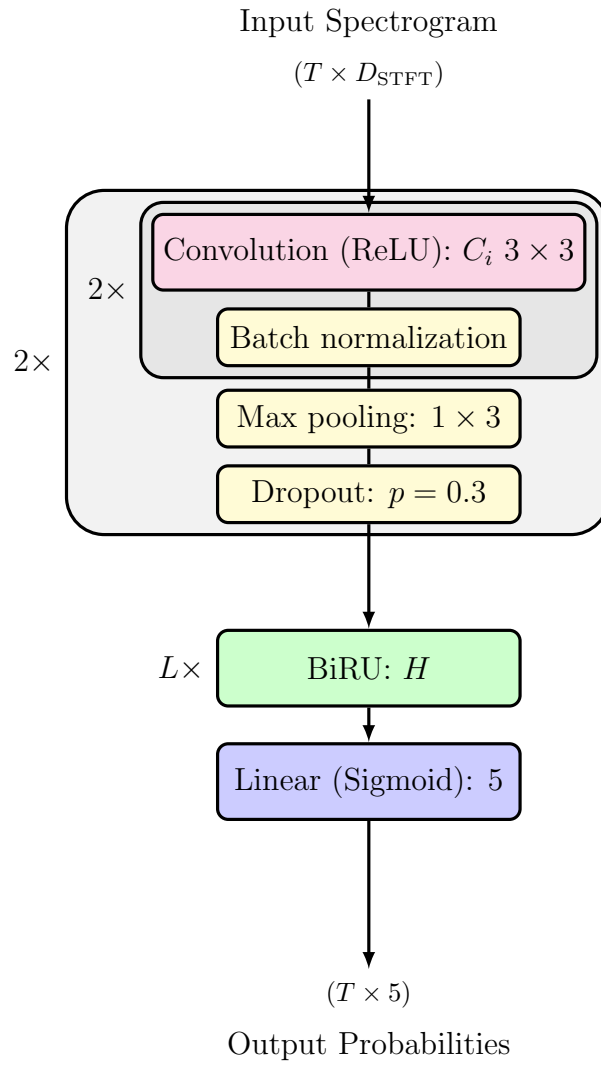 Input Spectrogram
(T × D_STFT)
Convolution (ReLU): C_i 3 × 3
2×
Batch normalization
2×
Max pooling: 1 × 3
Dropout: p = 0.3
L×
BiRU: H
Linear (Sigmoid): 5
(T × 5)
Output Probabilities